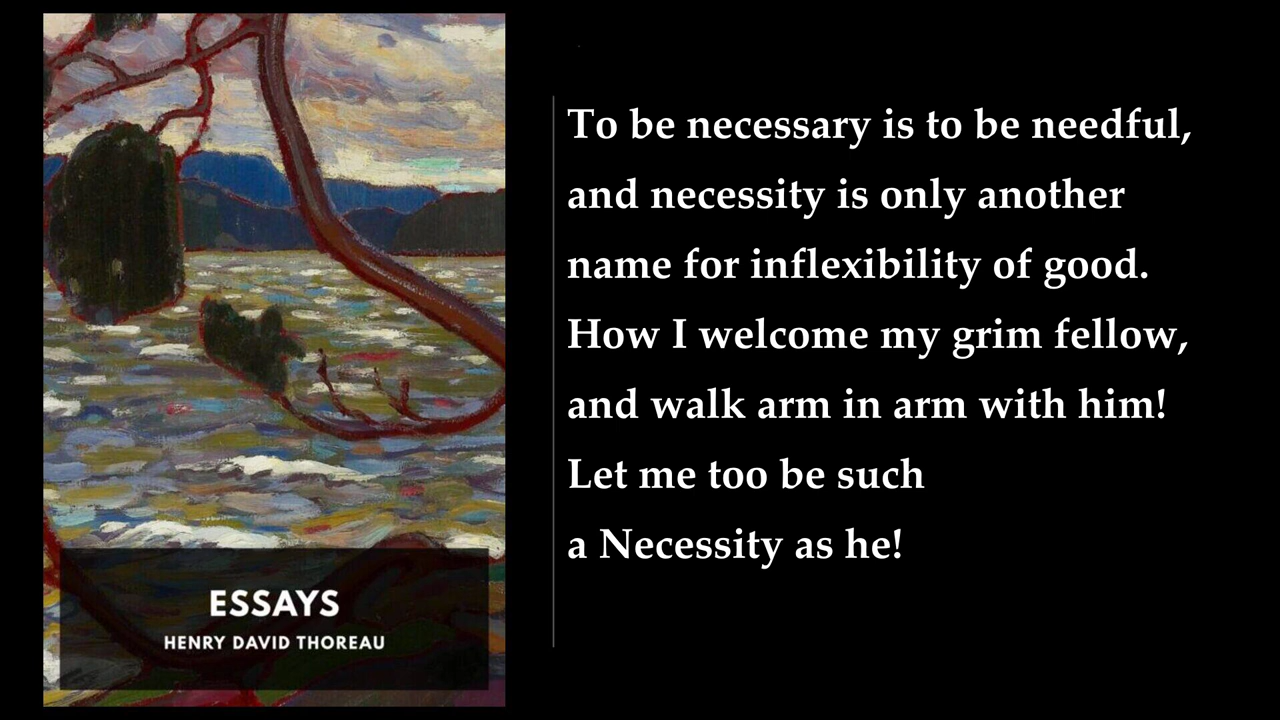 ESSAYS
HENRY DAVID THOREAU
To be necessary is to be needful,
and necessity is only another
name for inflexibility of good.
How I welcome my grim fellow,
and walk arm in arm with him!
Let me too be such
a Necessity as he!